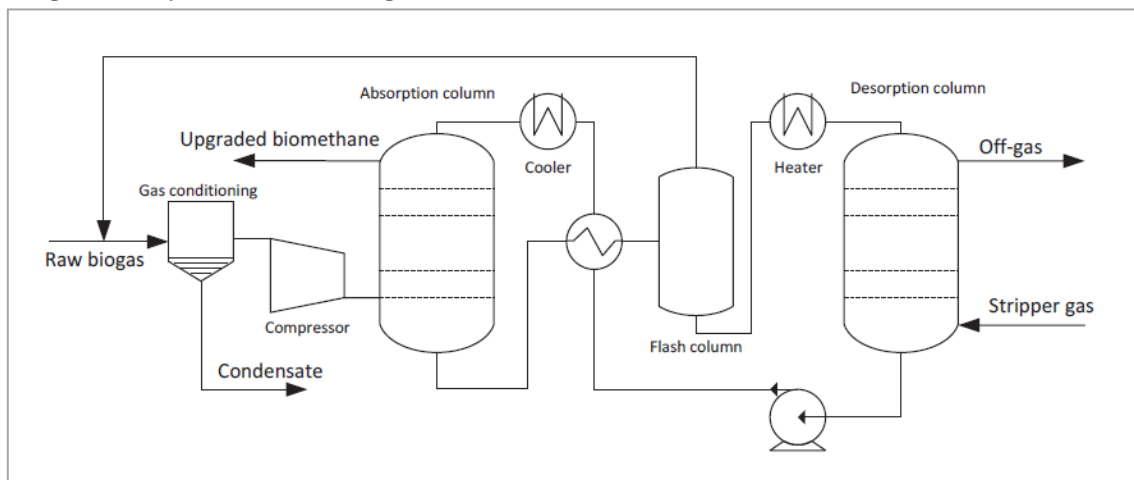 Absorption column
Desorption column
Upgraded biomethane
Cooler
Heater
Off-gas
Gas conditioning
Raw biogas
Compressor
Stripper gas
Flash column
Condensate